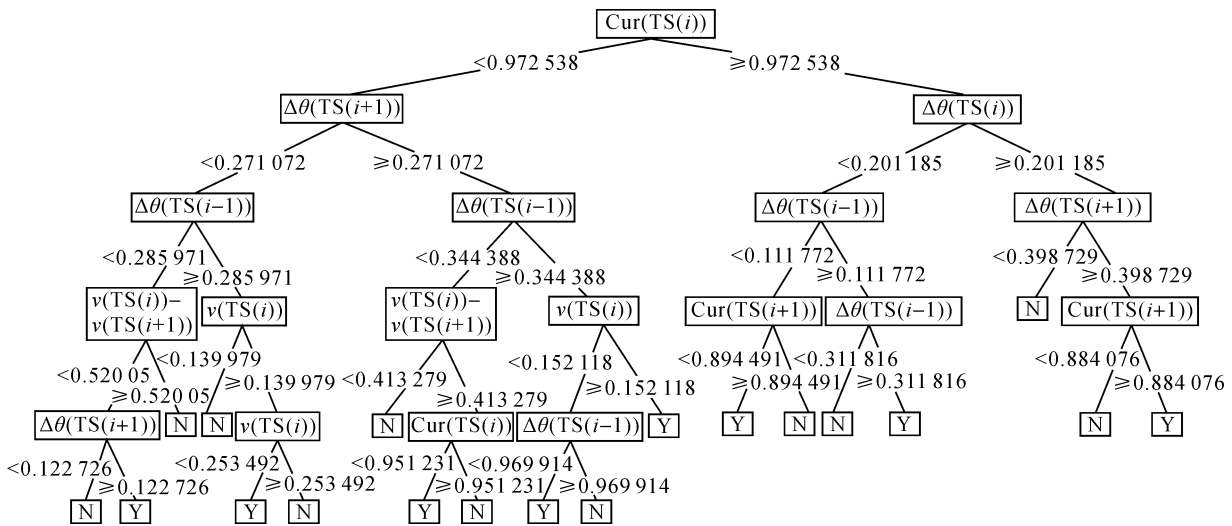 Cur(TS(i))
<0.972 538 ⩾0.972 538
Δθ(TS(i+1)) Δθ(TS(i))
<0.271 072 ⩾0.271 072 <0.201 185 ⩾0.201 185
Δθ(TS(i−1)) Δθ(TS(i−1)) Δθ(TS(i−1)) Δθ(TS(i+1))
<0.285 971 <0.344 388 <0.111 772 <0.398 729
⩾0.285 971 ⩾0.344 388 ⩾0.111 772 ⩾0.398 729
v(TS(i))−
v(TS(i+1))
v(TS(i))
v(TS(i))−
v(TS(i+1))
v(TS(i))
Cur(TS(i+1)) Δθ(TS(i−1)) N Cur(TS(i+1))
<0.520 05 <0.139 979 <0.413 279 <0.152 118 <0.894 491 <0.311 816 <0.884 076
⩾0.520 05 ⩾0.139 979 ⩾0.413 279 ⩾0.152 118 ⩾0.894 491 ⩾0.311 816 ⩾0.884 076
Δθ(TS(i+1)) N N v(TS(i)) N Cur(TS(i)) Δθ(TS(i−1)) Y Y N N Y N Y
<0.122 726 <0.253 492 <0.951 231 <0.969 914
⩾0.122 726 ⩾0.253 492 ⩾0.951 231 ⩾0.969 914
N Y Y N Y N Y N